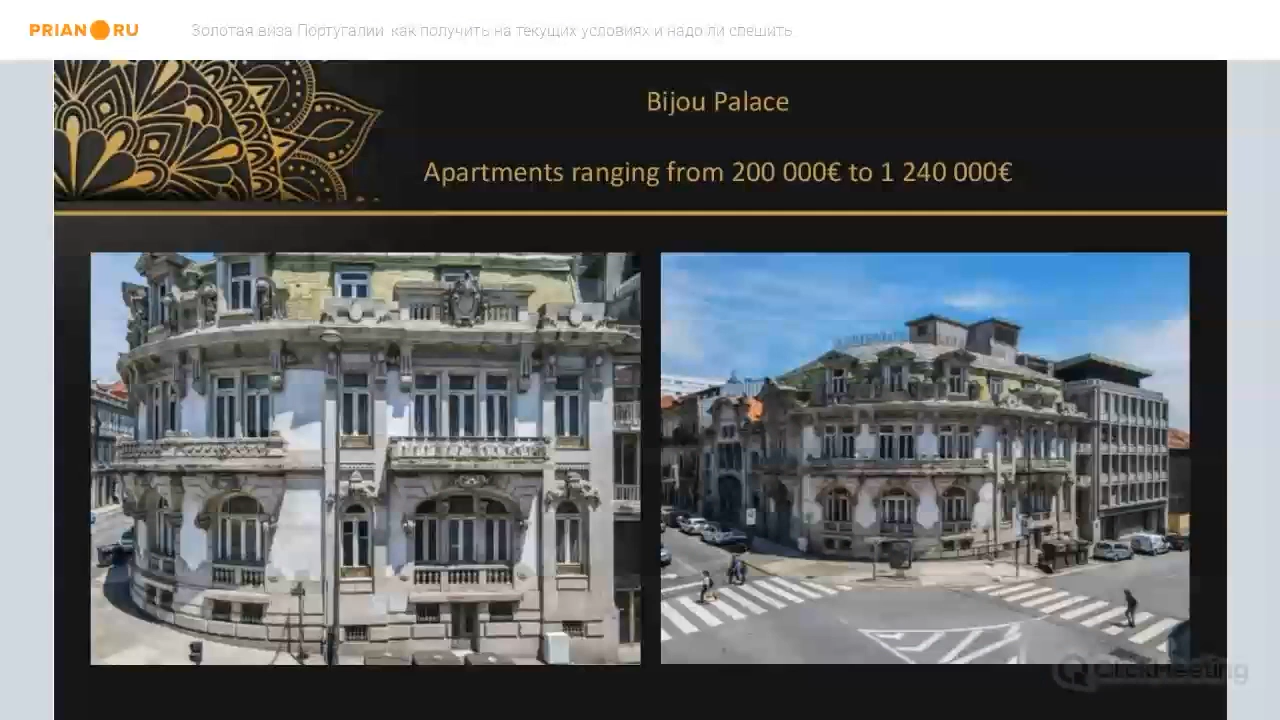 PRIAN RU
Золотая виза Португалии: как получить на текущих условиях и надо ли спешить
Bijou Palace
Apartments ranging from 200 000€ to 1 240 000€
ClickMeeting